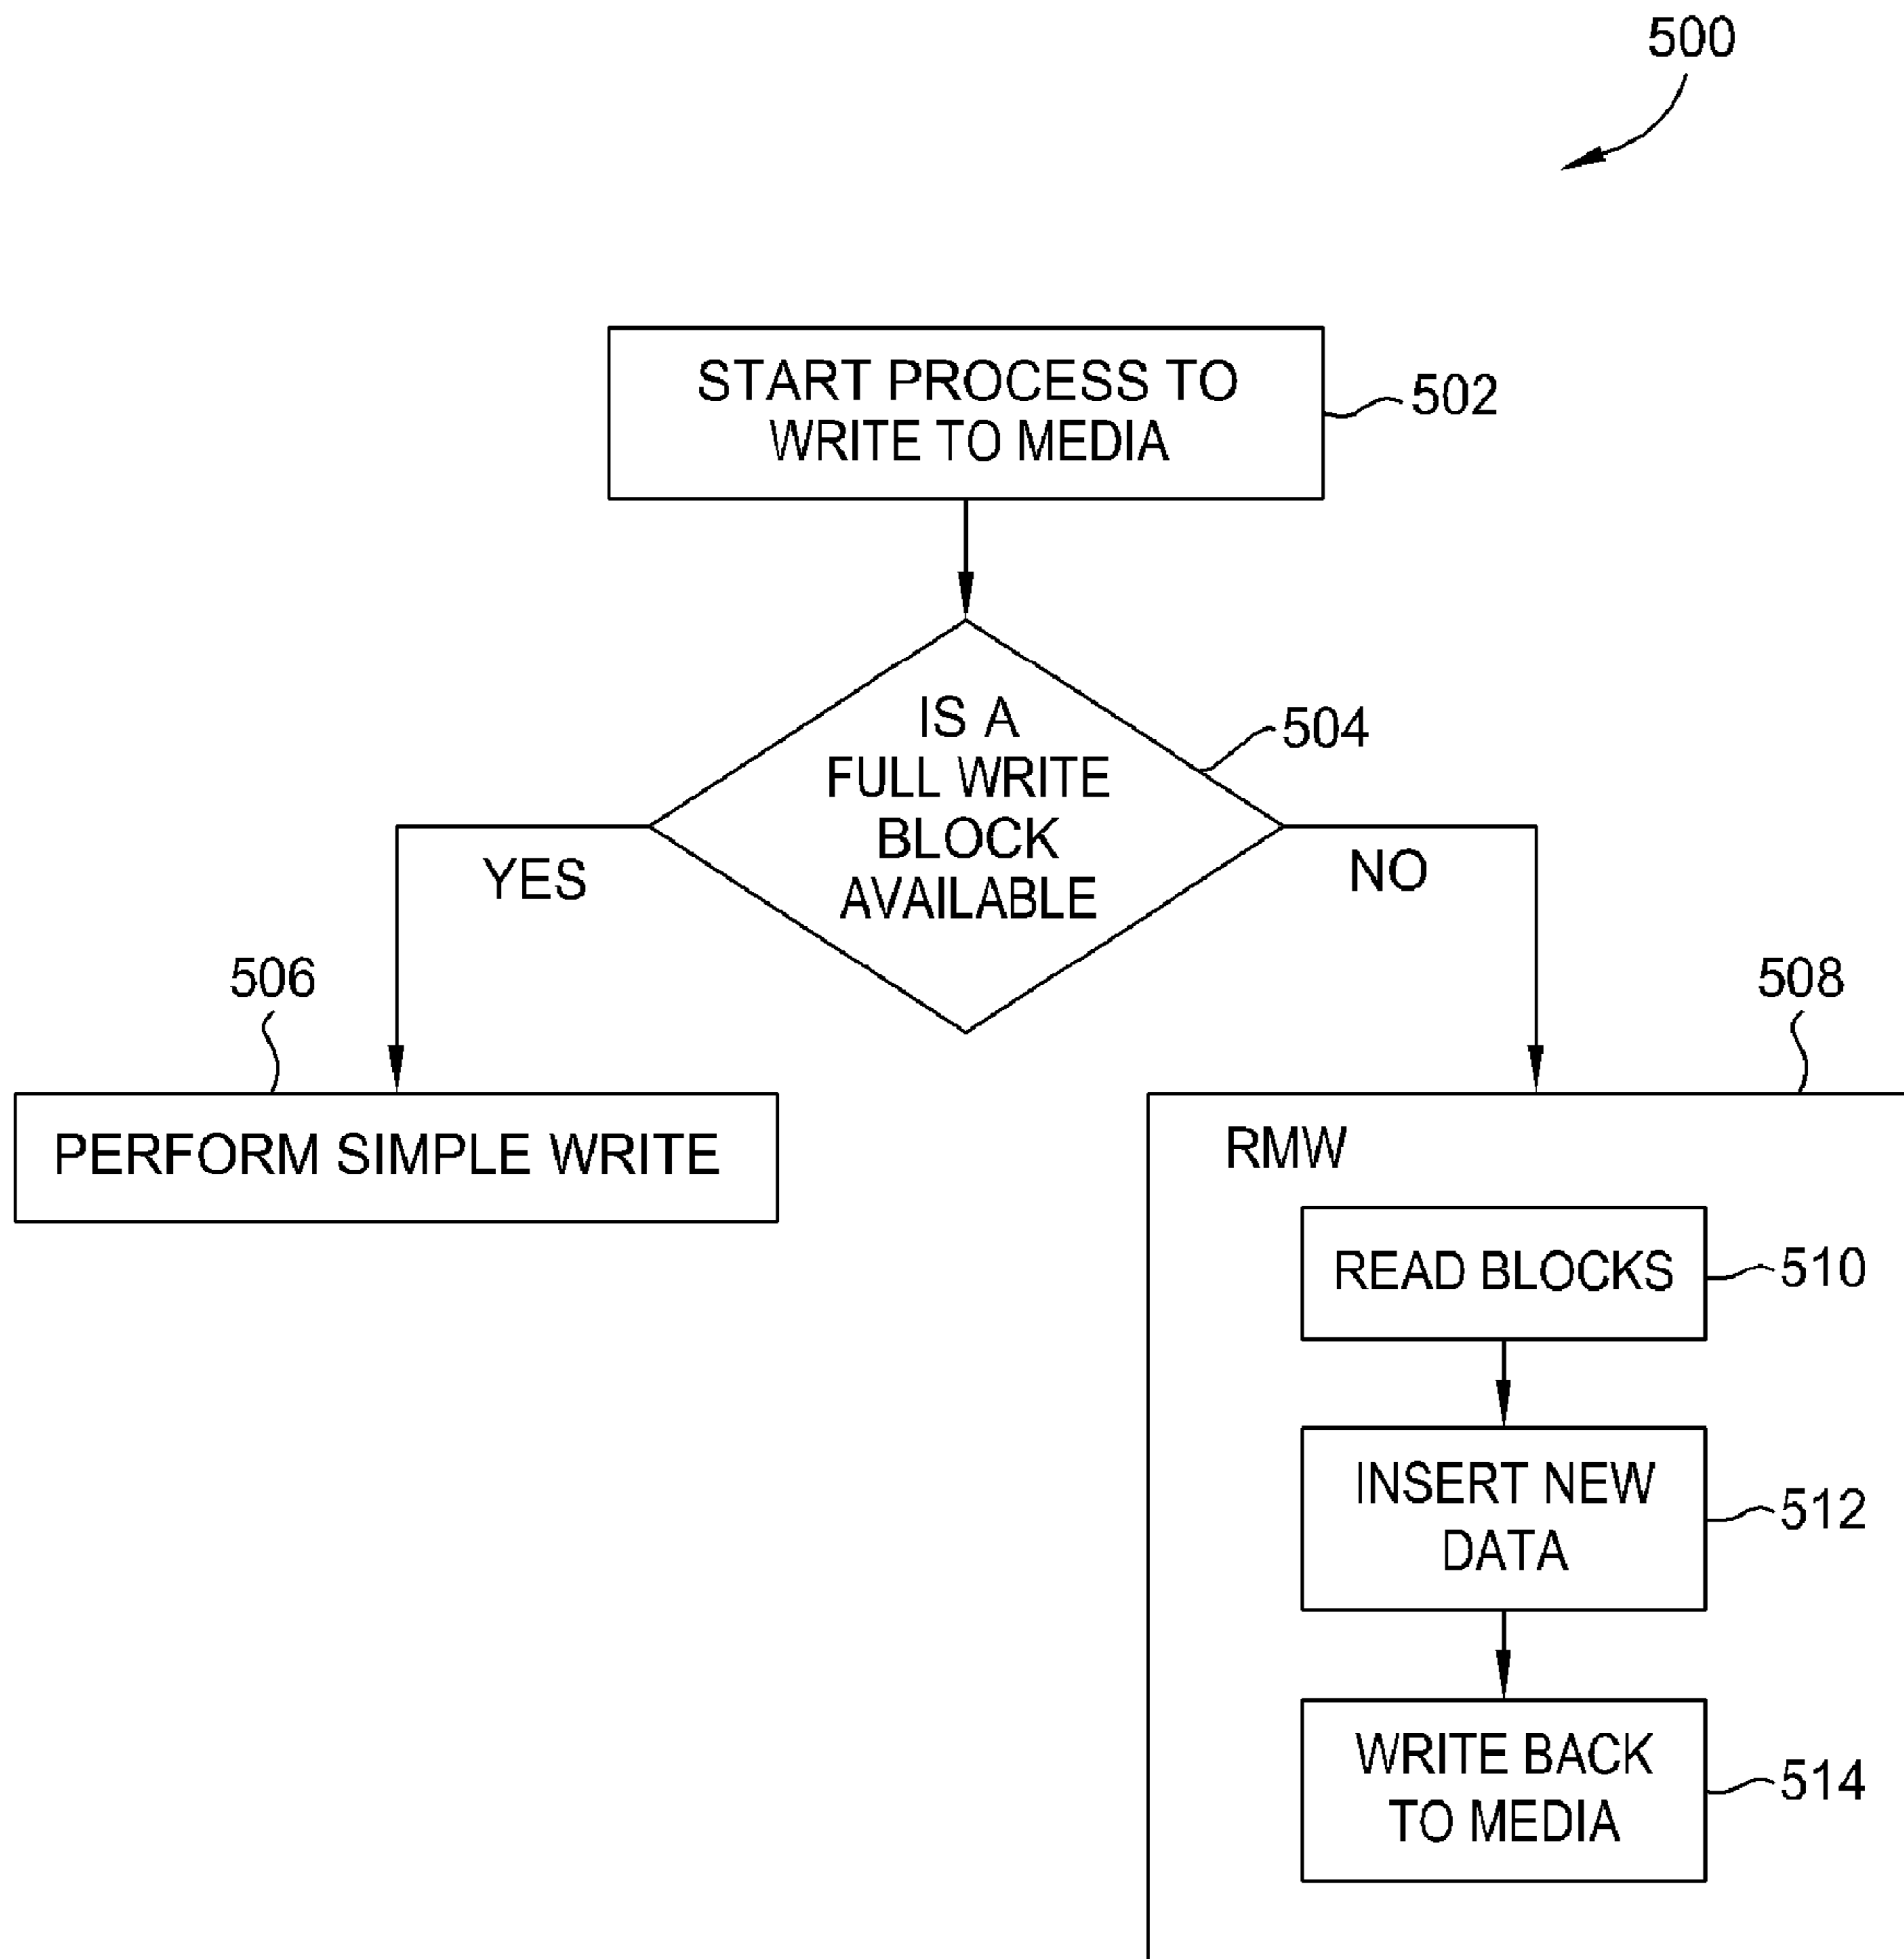 500
START PROCESS TO
WRITE TO MEDIA
502
IS A
FULL WRITE
BLOCK
AVAILABLE
504
YES
NO
506
508
PERFORM SIMPLE WRITE
RMW
READ BLOCKS
510
INSERT NEW
DATA
512
WRITE BACK
TO MEDIA
514